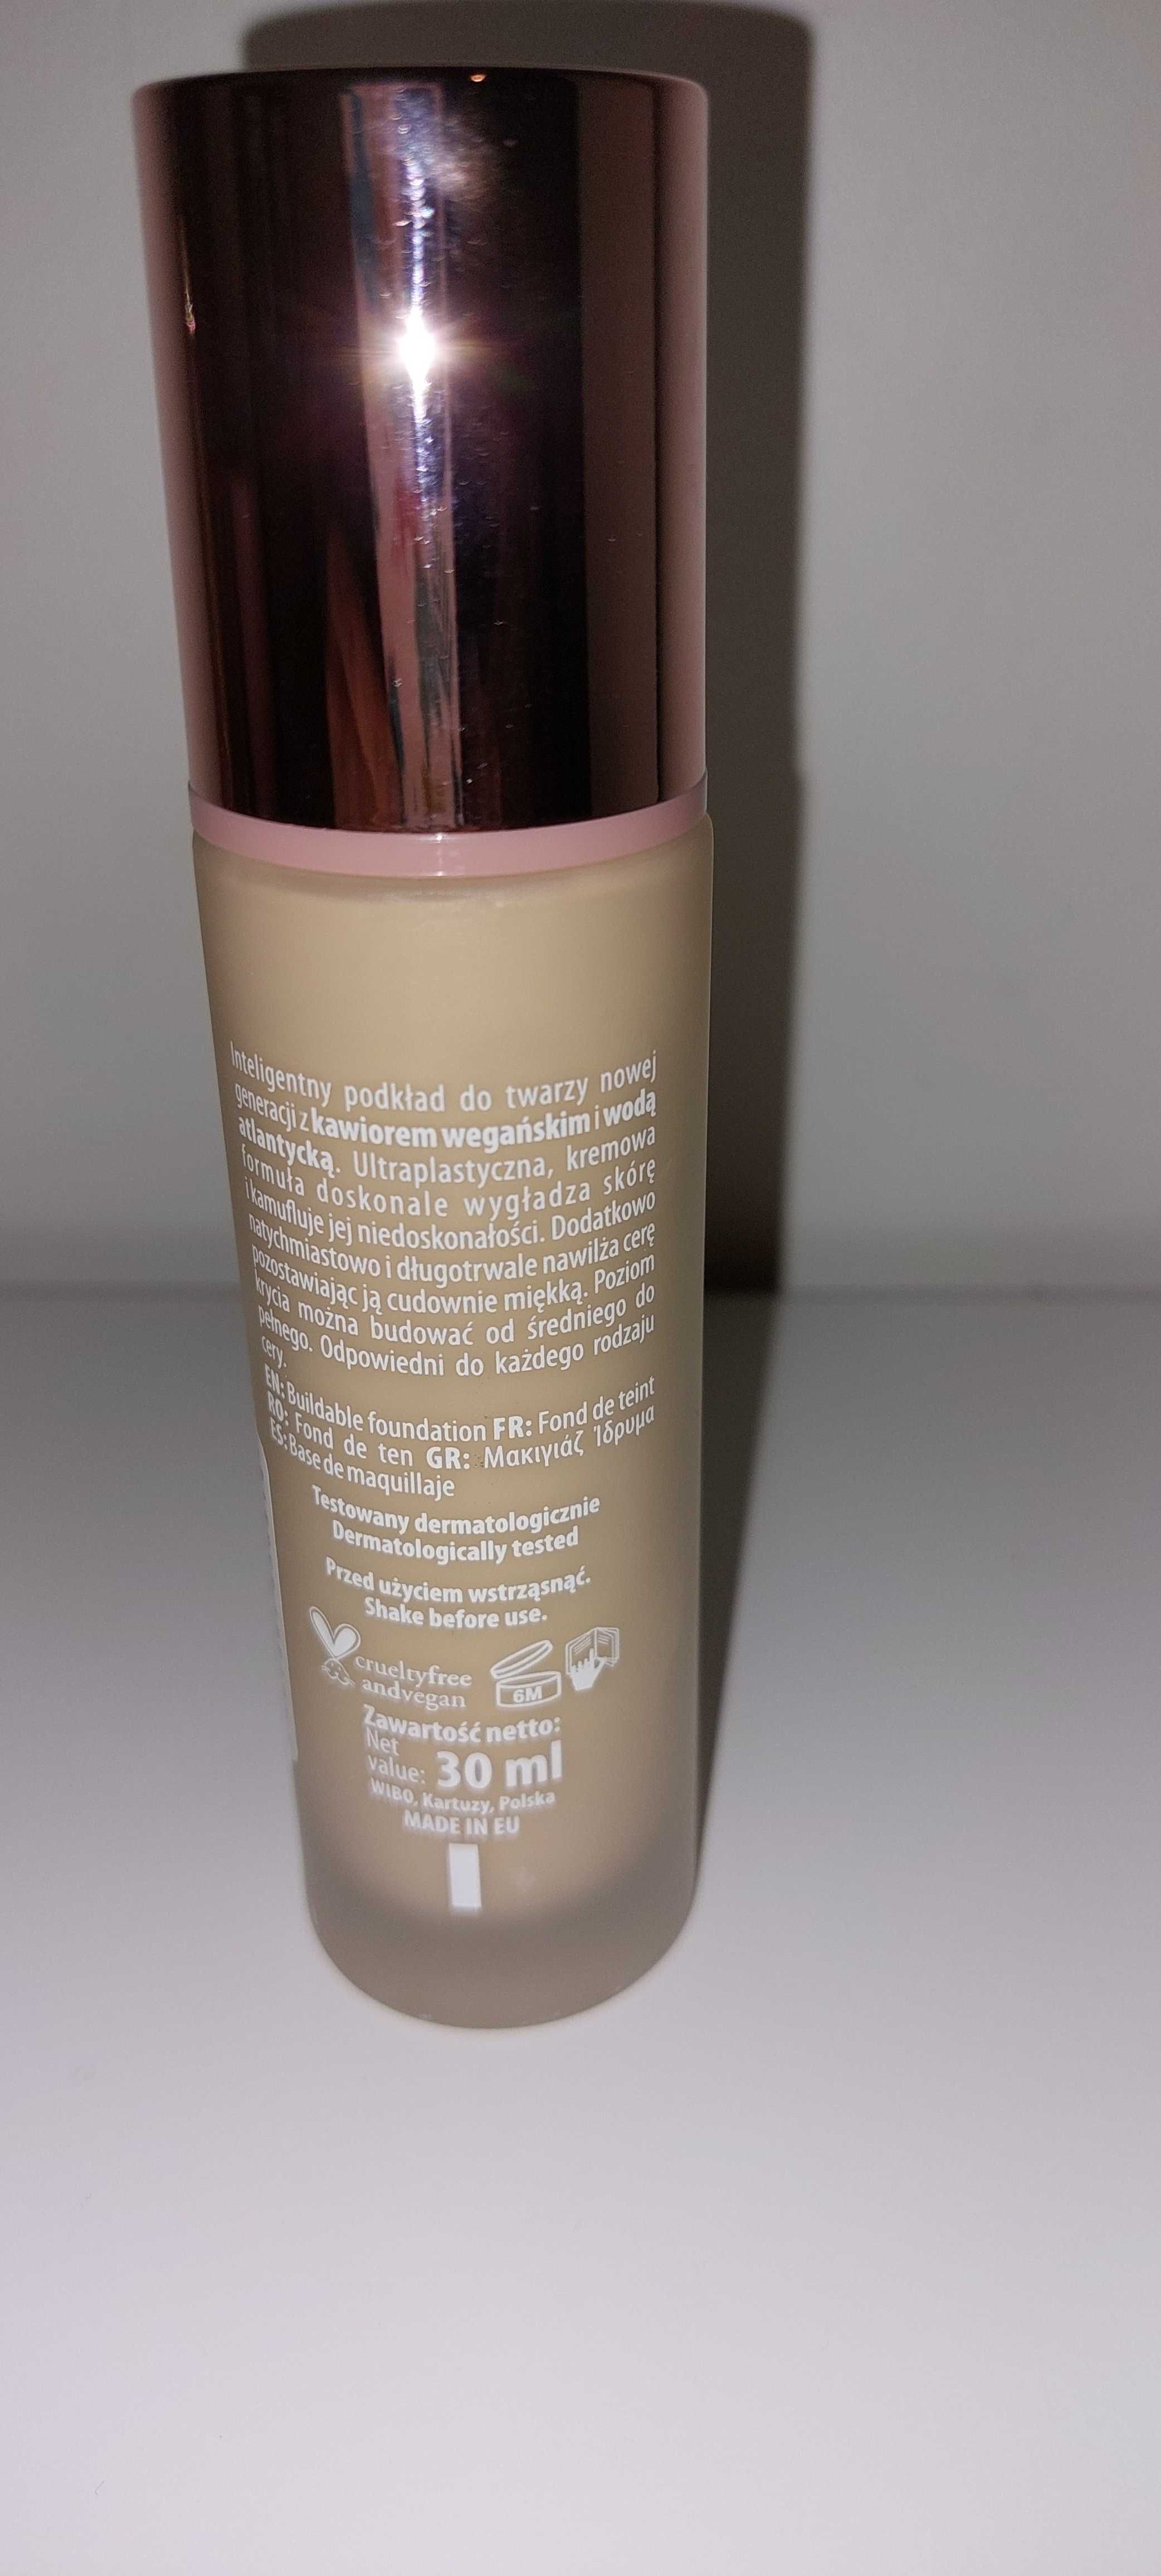 Inteligentny podkład do twarzy nowej
generacji z kawiorem wegańskim i wodą
atlantycką. Ultraplastyczna, kremowa
formuła doskonale wygładza skórę
i kamufluje jej niedoskonałości. Dodatkowo
natychmiastowo i długotrwale nawilża cerę
pozostawiając ją cudownie miękką. Poziom
krycia można budować od średniego do
pełnego. Odpowiedni do każdego rodzaju
cery.
EN: Buildable foundation FR: Fond de teint
RO: Fond de ten GR: Μακιγιάζ Ίδρυμα
ES: Base de maquillaje
Testowany dermatologicznie
Dermatologically tested
Przed użyciem wstrząsnąć.
Shake before use.
crueltyfree
andvegan
6M
Zawartość netto:
Net
value: 30 ml
WIBO, Kartuzy, Polska
MADE IN EU